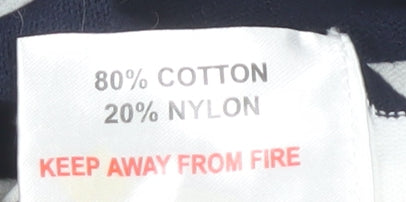 80% COTTON
20% NYLON
KEEP AWAY FROM FIRE